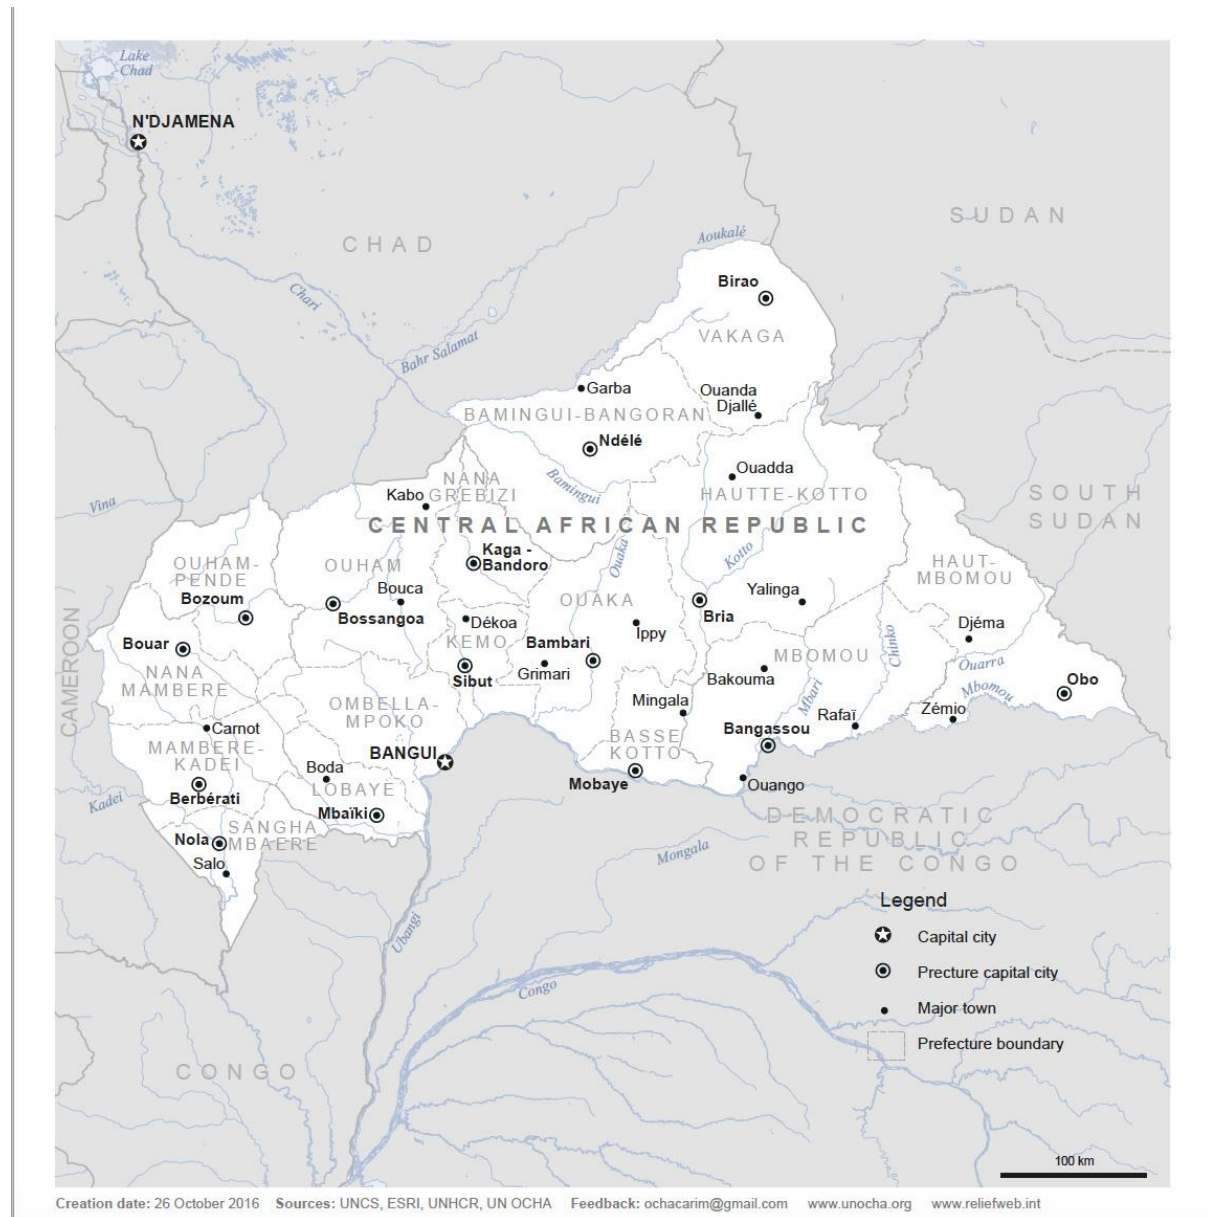 Lake
Chad
N'DJAMENA
SUDAN
CHAD
Aoukalé
Birao
Chari
VAKAGA
Bahr Salamat
Garba
Ouanda
Djallé
BAMINGUI-BANGORAN
Ndélé
Ouadda
Bamingui
NANA
GREBIZI
Kabo
HAUTTE-KOTTO
SOUTH
SUDAN
Vina
CENTRAL AFRICAN REPUBLIC
Kaga -
Bandoro
Ouaka
Kotto
OUHAM-
PENDE
OUHAM
HAUT-
MBOMOU
Bozoum
Bouca
OUAKA
Yalinga
Bossangoa
Dékoa
Bria
Djéma
CAMEROON
Bouar
KEMO
Bambari
Ippy
Chinko
MBOMOU
Ouarra
NANA
MAMBERE
Sibut
Grimari
Bakouma
Obo
Mbomou
OMBELLA-
MPOKO
Mingala
Mbari
Rafaï
Zémio
Carnot
Bangassou
MAMBERE-
KADEI
BASSE
KOTTO
BANGUI
Boda
LOBAYE
Mobaye
Ouango
Kadei
Berbérati
Mbaïki
DEMOCRATIC
REPUBLIC
OF THE CONGO
Nola
SANGHA
MBAERE
Salo
Mongala
Ubangi
Congo
CONGO
Legend
Capital city
Precture capital city
Major town
Prefecture boundary
100 km
Creation date: 26 October 2016 Sources: UNCS, ESRI, UNHCR, UN OCHA Feedback: ochacarim@gmail.com www.unocha.org www.reliefweb.int